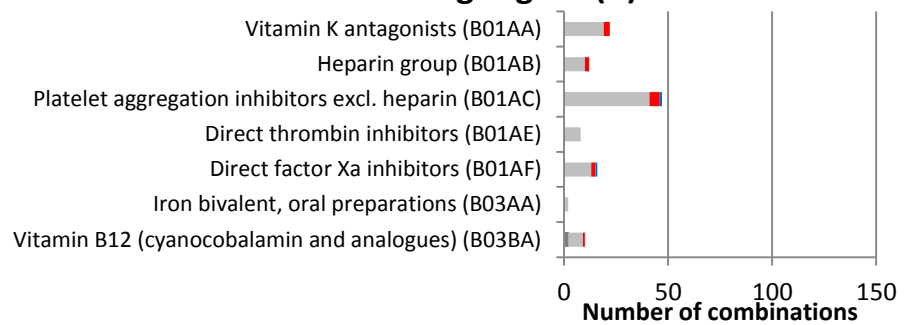 Vitamin K antagonists (B01AA)
Heparin group (B01AB)
Platelet aggregation inhibitors excl. heparin (B01AC)
Direct thrombin inhibitors (B01AE)
Direct factor Xa inhibitors (B01AF)
Iron bivalent, oral preparations (B03AA)
Vitamin B12 (cyanocobalamin and analogues) (B03BA)
0 50 100 150
Number of combinations